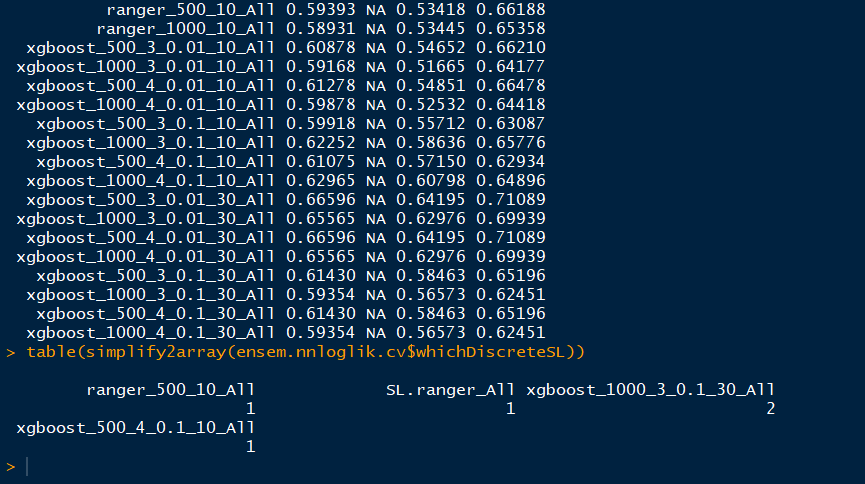 ranger_500_10_All 0.59393 NA 0.53418 0.66188
ranger_1000_10_All 0.58931 NA 0.53445 0.65358
xgboost_500_3_0.01_10_All 0.60878 NA 0.54652 0.66210
xgboost_1000_3_0.01_10_All 0.59168 NA 0.51665 0.64177
xgboost_500_4_0.01_10_All 0.61278 NA 0.54851 0.66478
xgboost_1000_4_0.01_10_All 0.59878 NA 0.52532 0.64418
xgboost_500_3_0.1_10_All 0.59918 NA 0.55712 0.63087
xgboost_1000_3_0.1_10_All 0.62252 NA 0.58636 0.65776
xgboost_500_4_0.1_10_All 0.61075 NA 0.57150 0.62934
xgboost_1000_4_0.1_10_All 0.62965 NA 0.60798 0.64896
xgboost_500_3_0.01_30_All 0.66596 NA 0.64195 0.71089
xgboost_1000_3_0.01_30_All 0.65565 NA 0.62976 0.69939
xgboost_500_4_0.01_30_All 0.66596 NA 0.64195 0.71089
xgboost_1000_4_0.01_30_All 0.65565 NA 0.62976 0.69939
xgboost_500_3_0.1_30_All 0.61430 NA 0.58463 0.65196
xgboost_1000_3_0.1_30_All 0.59354 NA 0.56573 0.62451
xgboost_500_4_0.1_30_All 0.61430 NA 0.58463 0.65196
xgboost_1000_4_0.1_30_All 0.59354 NA 0.56573 0.62451
> table(simplify2array(ensem.nnloglik.cv$whichDiscreteSL))
ranger_500_10_All SL.ranger_All xgboost_1000_3_0.1_30_All
1 1 2
xgboost_500_4_0.1_10_All
1
>